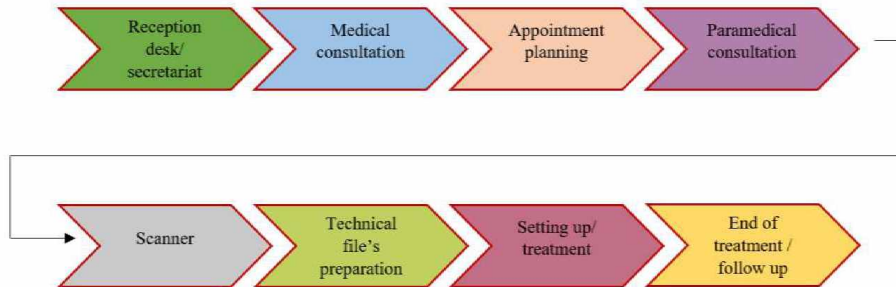 Reception
desk/
secretariat
Medical
consultation
Appointment
planning
Paramedical
consultation
Scanner
Technical
file's
preparation
Setting up/
treatment
End of
treatment /
follow up